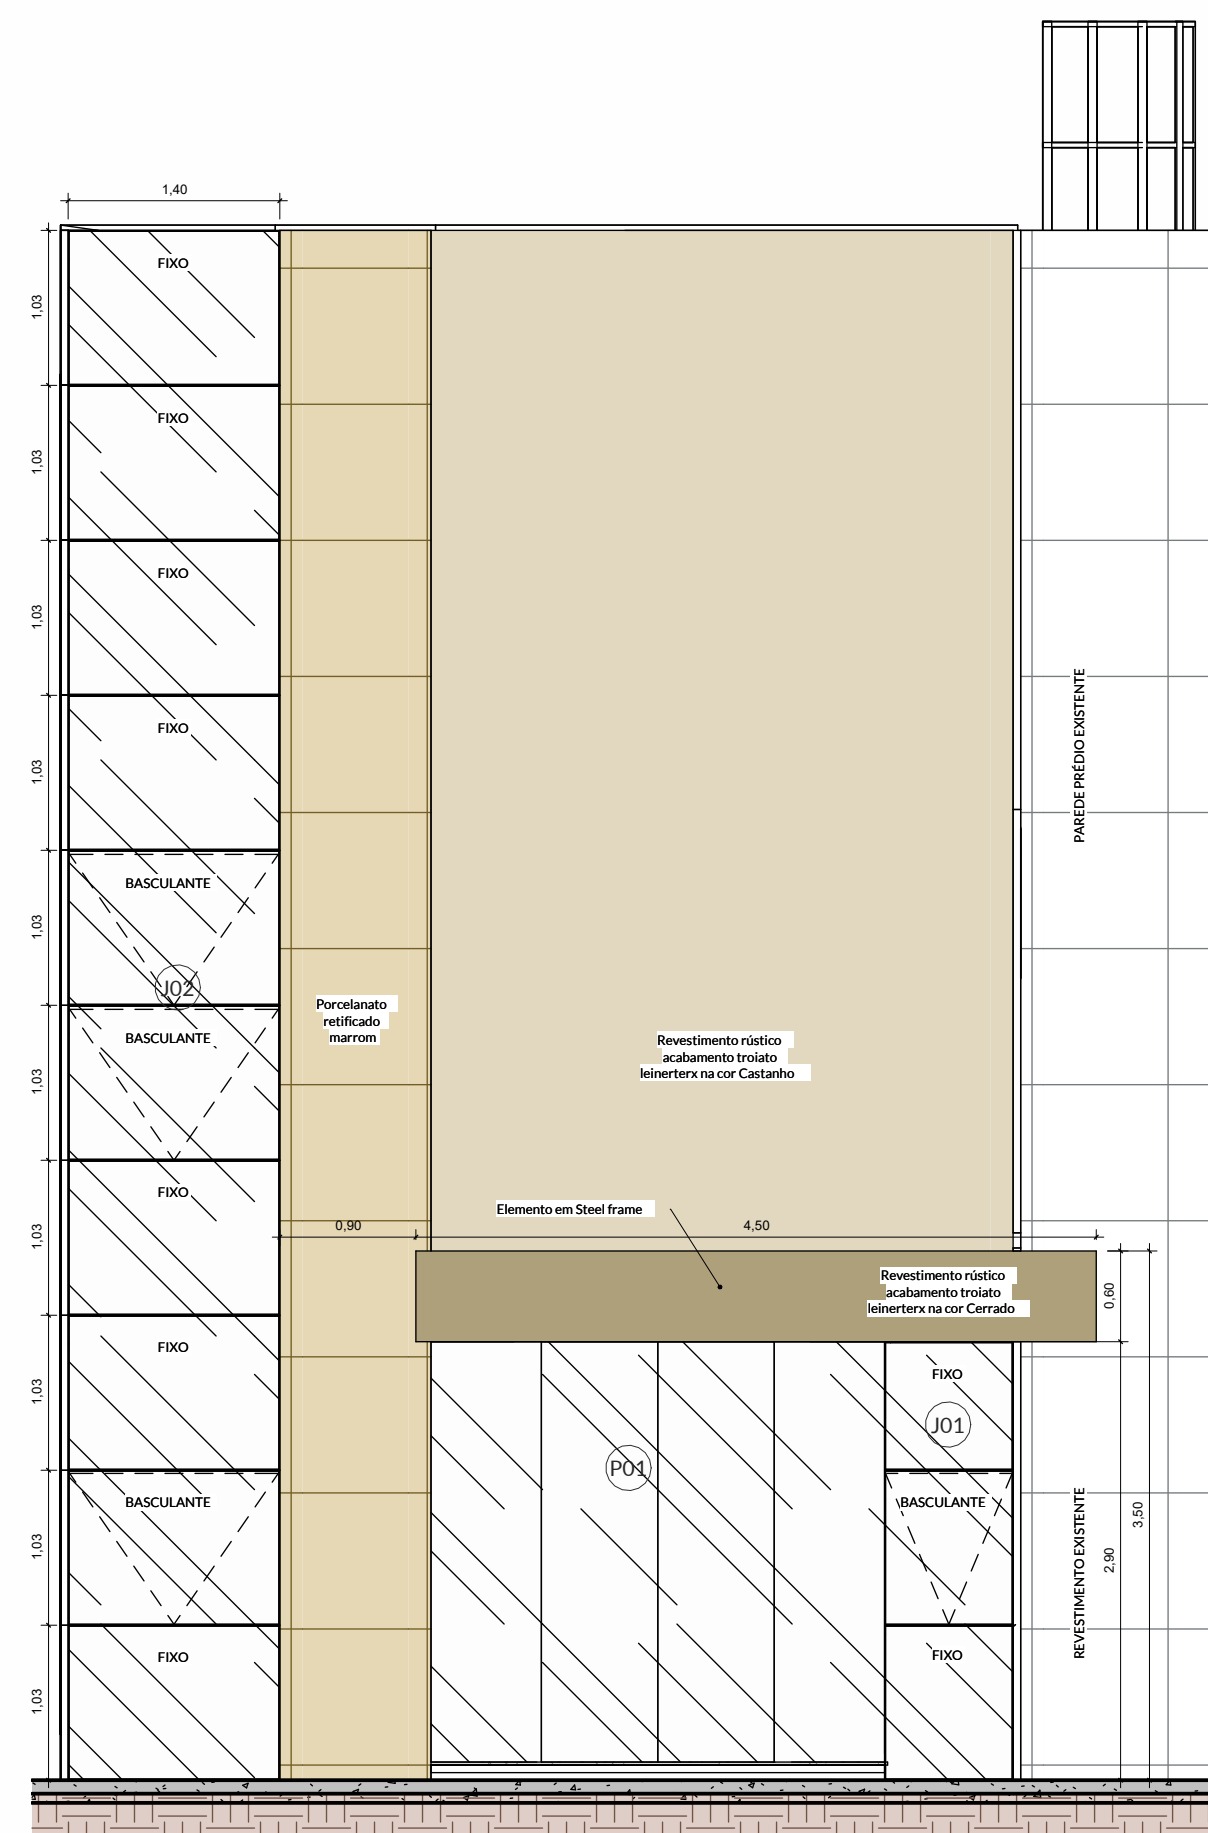 1,40
FIXO
1,03
FIXO
1,03
FIXO
1,03
FIXO
1,03
BASCULANTE
1,03
J02
BASCULANTE
1,03
FIXO
1,03
FIXO
1,03
BASCULANTE
1,03
FIXO
1,03
Porcelanato
retificado
marrom
Revestimento rústico
acabamento troiato
leinerterx na cor Castanho
PAREDE PRÉDIO EXISTENTE
Elemento em Steel frame
0,90
4,50
Revestimento rústico
acabamento troiato
leinerterx na cor Cerrado
0,60
P01
FIXO
J01
BASCULANTE
FIXO
REVESTIMENTO EXISTENTE
2,90
3,50